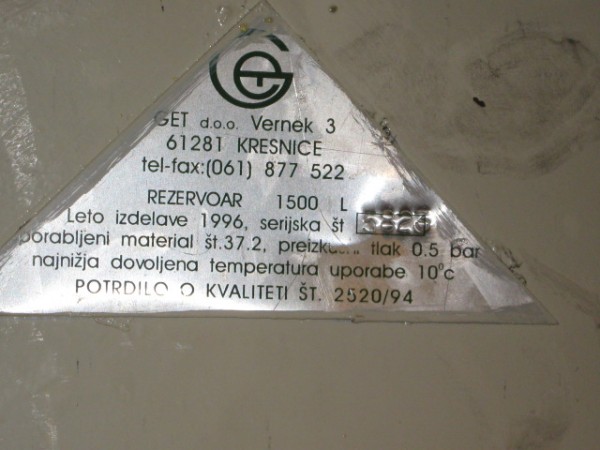 GET d.o.o. Vernek 3
61281 KRESNICE
tel-fax:(061) 877 522
REZERVOAR 1500 L
Leto izdelave 1996, serijska št
porabljeni material št.37.2, preizkusni tlak 0.5 bar
najnižja dovoljena temperatura uporabe 10°c
POTRDILO O KVALITETI ŠT. 2520/94